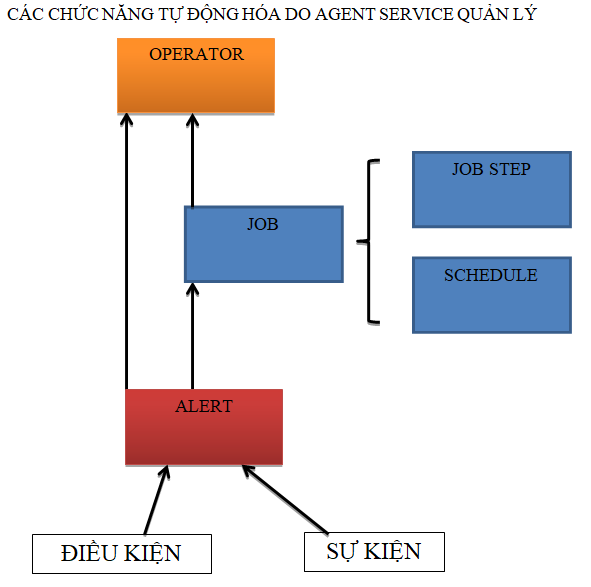 CÁC CHỨC NĂNG TỰ ĐỘNG HÓA DO AGENT SERVICE QUẢN LÝ
OPERATOR
JOB STEP
JOB
SCHEDULE
ALERT
ĐIỀU KIỆN
SỰ KIỆN